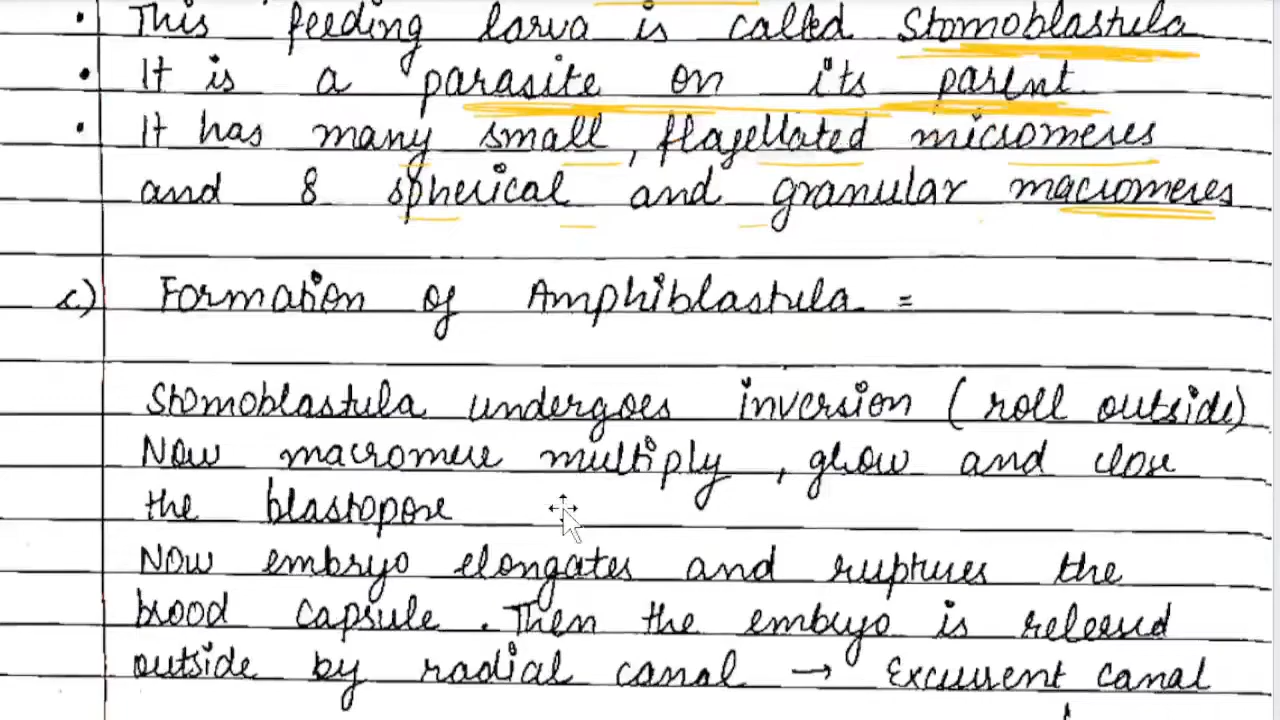 • This feeding larva is called Stomoblastula
• It is a parasite on its parent.
• It has many small, flagellated micromeres
and 8 spherical and granular macromeres
c) Formation of Amphiblastula =
Stomoblastula undergoes inversion (roll outside)
Now macromere multiply, grow and close
the blastopore
Now embryo elongates and ruptures the
brood capsule. Then the embryo is released
outside by radial canal → Excurrent canal